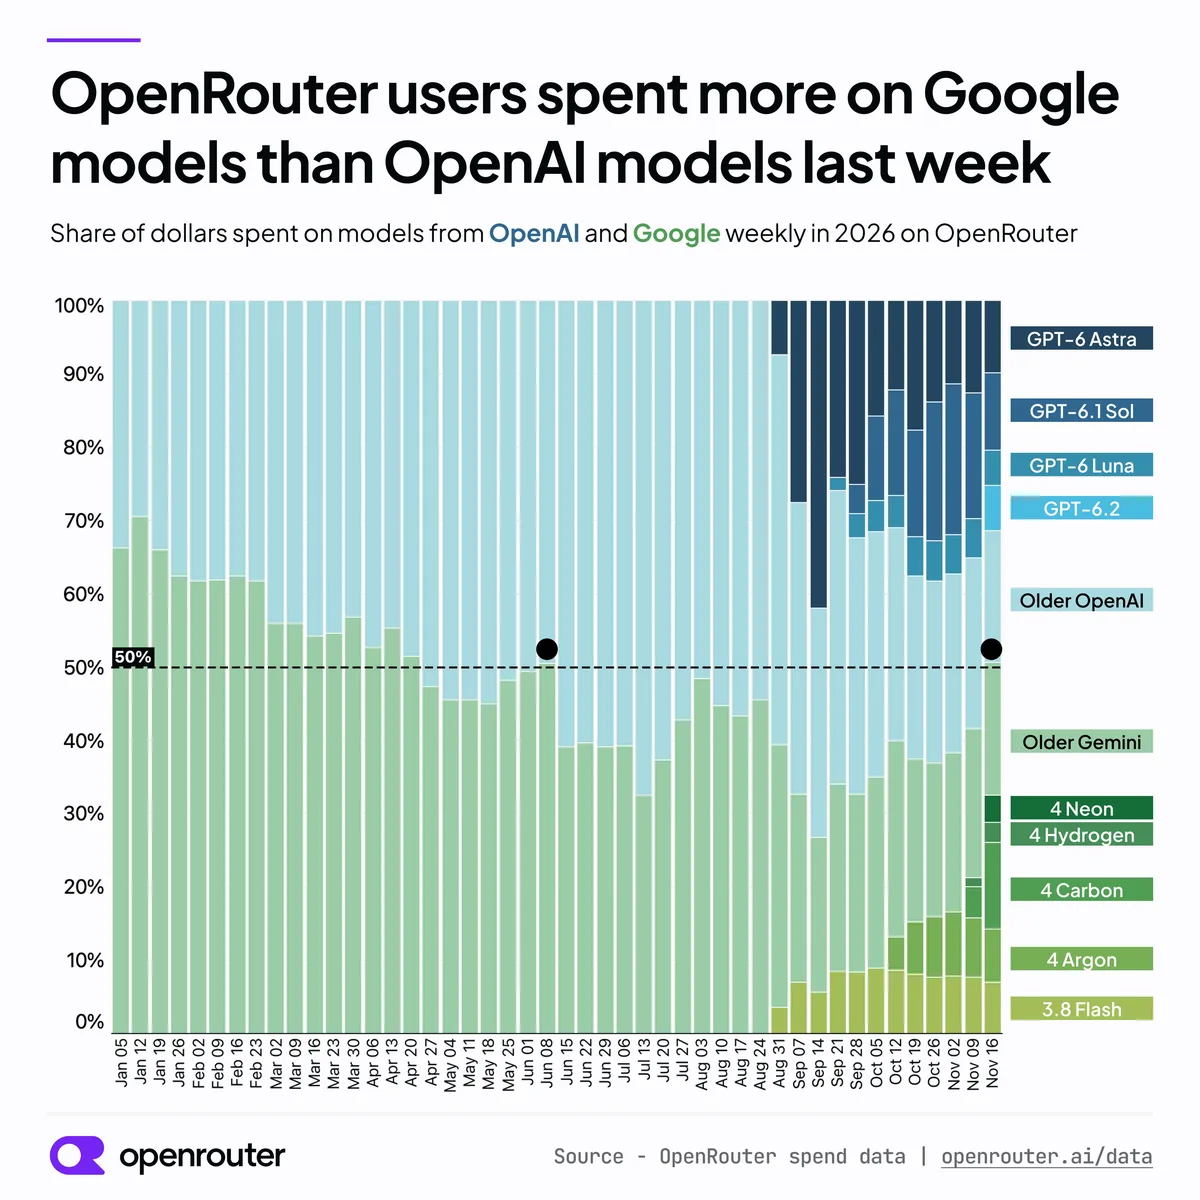 OpenRouter users spent more on Google
models than OpenAI models last week
Share of dollars spent on models from OpenAI and Google weekly in 2026 on OpenRouter
100%
90%
80%
70%
60%
50%
50%
40%
30%
20%
10%
0%
GPT-6 Astra
GPT-6.1 Sol
GPT-6 Luna
GPT-6.2
Older OpenAI
Older Gemini
4 Neon
4 Hydrogen
4 Carbon
4 Argon
3.8 Flash
Jan 05
Jan 12
Jan 19
Jan 26
Feb 02
Feb 09
Feb 16
Feb 23
Mar 02
Mar 09
Mar 16
Mar 23
Mar 30
Apr 06
Apr 13
Apr 20
Apr 27
May 04
May 11
May 18
May 25
Jun 01
Jun 08
Jun 15
Jun 22
Jun 29
Jul 06
Jul 13
Jul 20
Jul 27
Aug 03
Aug 10
Aug 17
Aug 24
Aug 31
Sep 07
Sep 14
Sep 21
Sep 28
Oct 05
Oct 12
Oct 19
Oct 26
Nov 02
Nov 09
Nov 16
openrouter
Source - OpenRouter spend data | openrouter.ai/data